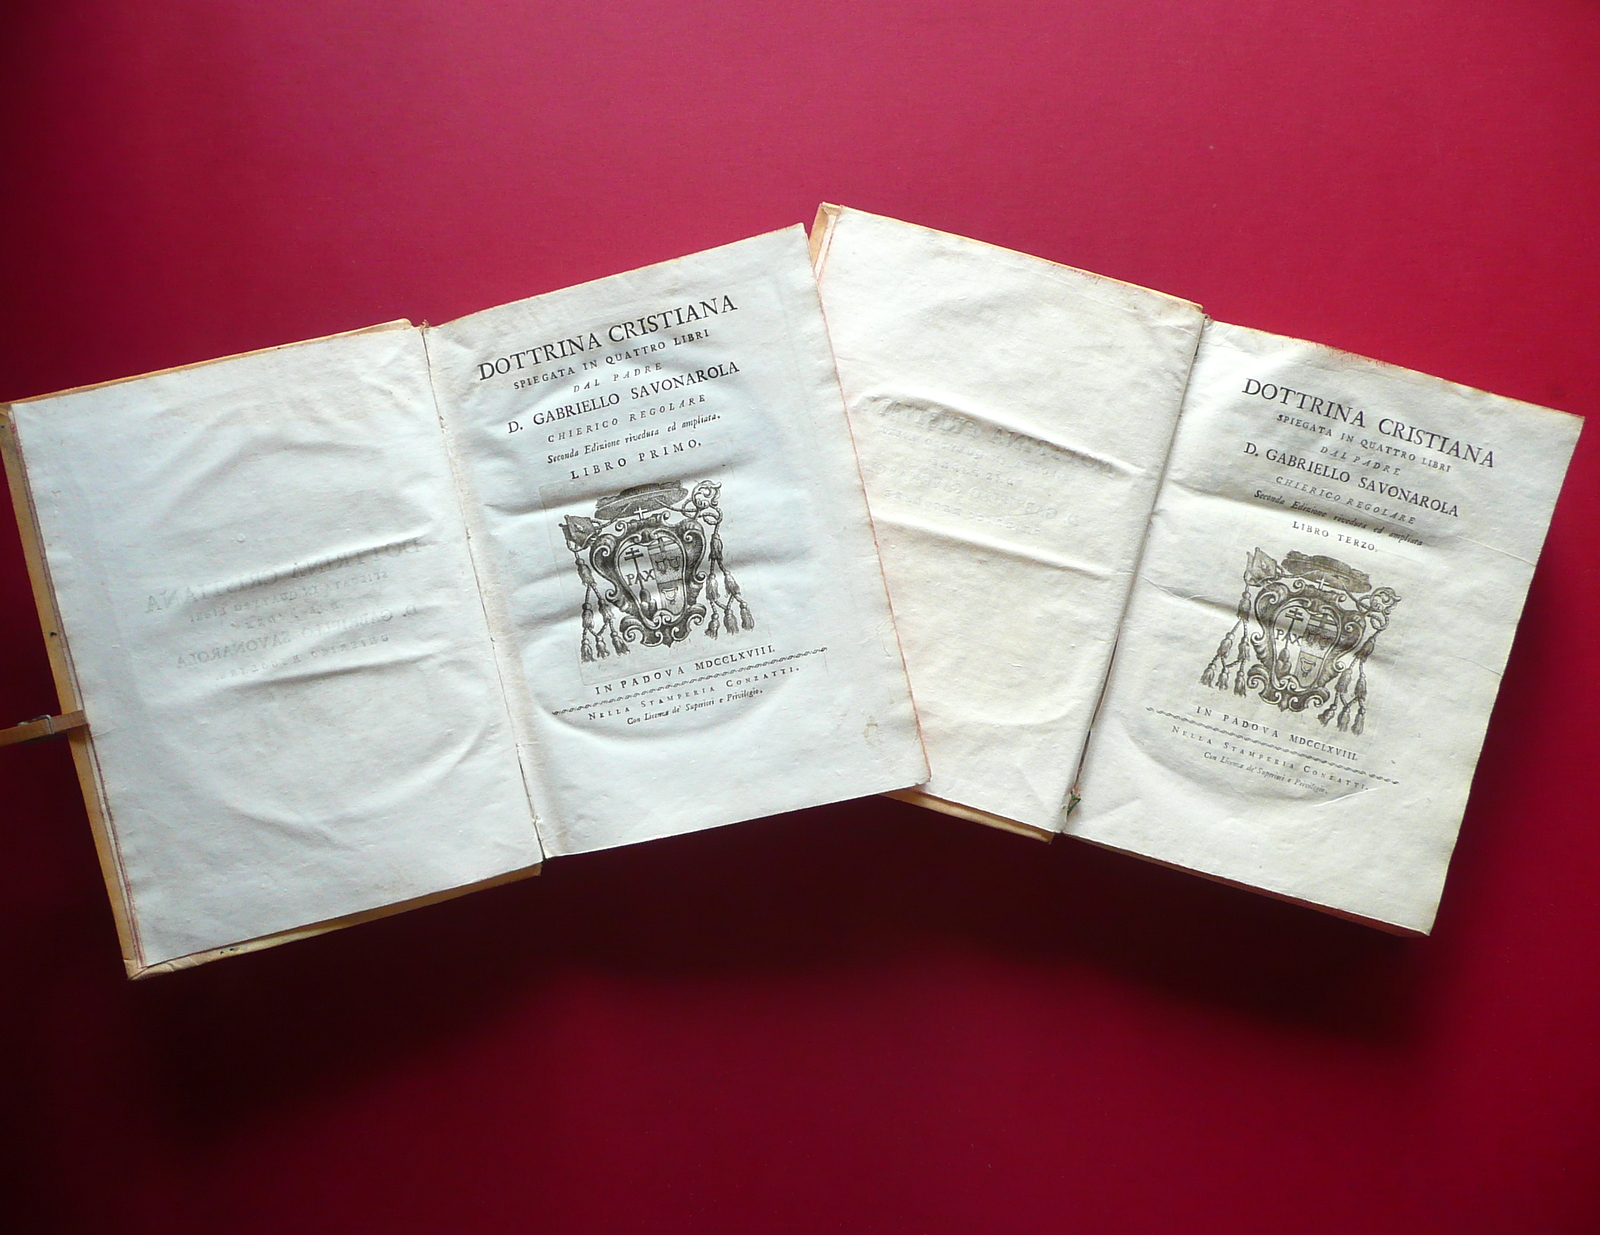 DOTTRINA CRISTIANA
SPIEGATA IN QUATTRO LIBRI
DAL PADRE
D. GABRIELLO SAVONAROLA
CHIERICO REGOLARE
Seconda Edizione riveduta ed ampliata.
LIBRO PRIMO.
PAX
IN PADOVA MDCCLXVIII.
NELLA STAMPERIA CONZATTI.
Con Licenza de' Superiori e Privilegio.
DOTTRINA CRISTIANA
SPIEGATA IN QUATTRO LIBRI
DAL PADRE
D. GABRIELLO SAVONAROLA
CHIERICO REGOLARE
Seconda Edizione riveduta ed ampliata
LIBRO TERZO.
PAX
IN PADOVA MDCCLXVIII.
NELLA STAMPERIA CONZATTI.
Con Licenza de' Superiori e Privilegio.